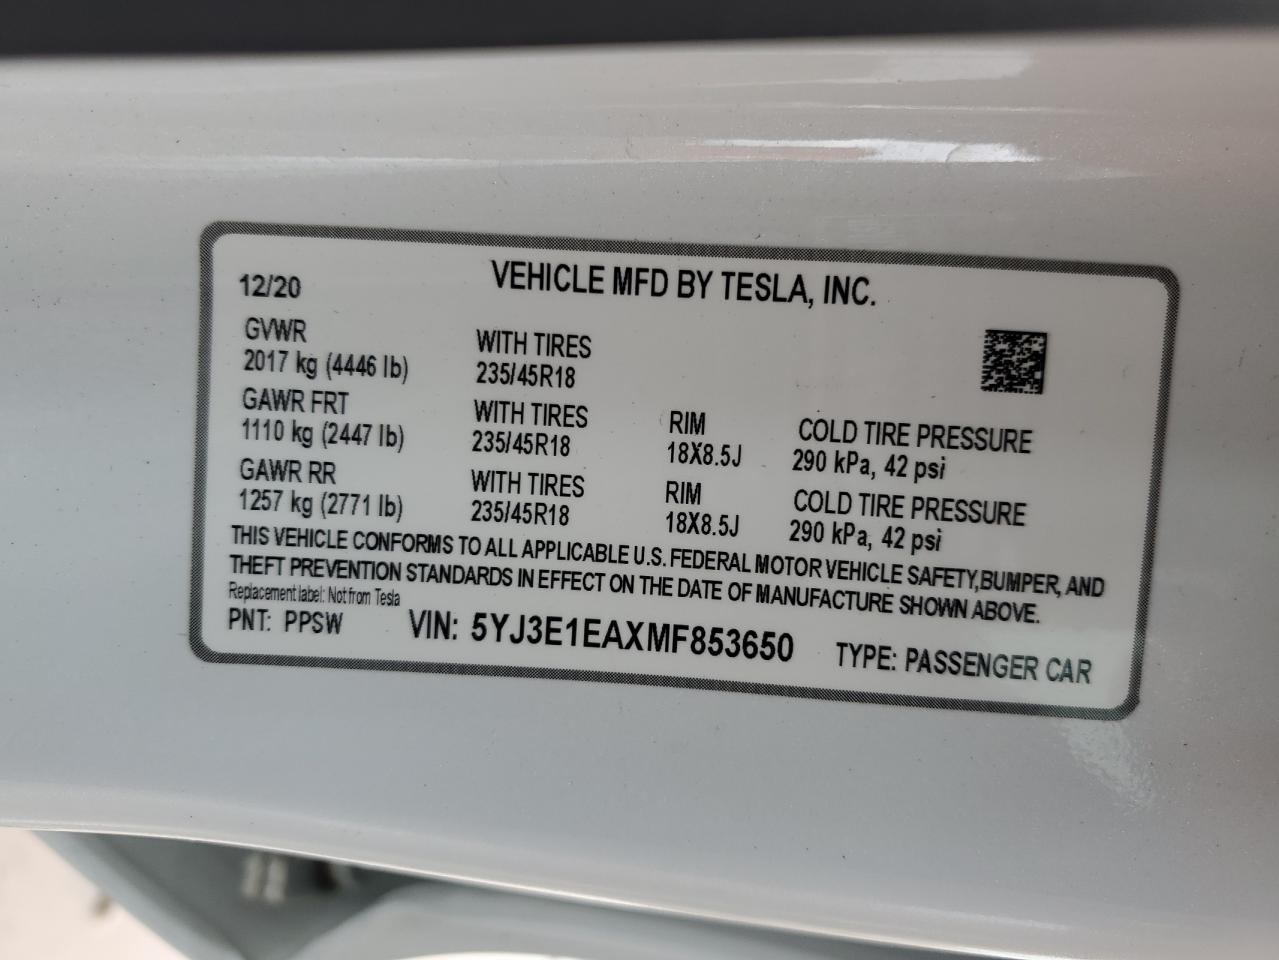 12/20 VEHICLE MFD BY TESLA, INC.
GVWR WITH TIRES
2017 kg (4446 lb) 235/45R18
GAWR FRT WITH TIRES RIM COLD TIRE PRESSURE
1110 kg (2447 lb) 235/45R18 18X8.5J 290 kPa, 42 psi
GAWR RR WITH TIRES RIM COLD TIRE PRESSURE
1257 kg (2771 lb) 235/45R18 18X8.5J 290 kPa, 42 psi
THIS VEHICLE CONFORMS TO ALL APPLICABLE U.S. FEDERAL MOTOR VEHICLE SAFETY,BUMPER, AND
THEFT PREVENTION STANDARDS IN EFFECT ON THE DATE OF MANUFACTURE SHOWN ABOVE.
Replacement label: Not from Tesla
PNT: PPSW VIN: 5YJ3E1EAXMF853650 TYPE: PASSENGER CAR